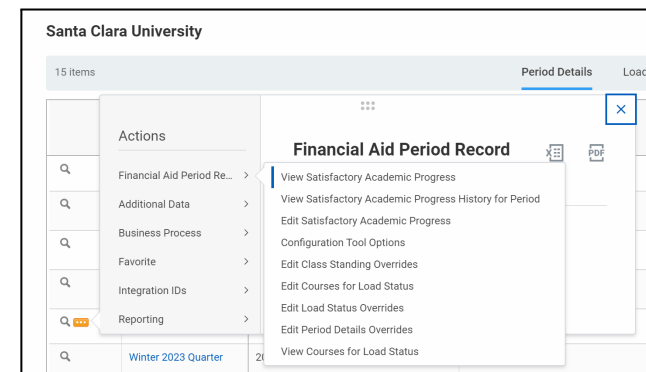 Santa Clara University
15 items
Period Details
Load
Actions
Financial Aid Period Record
PDF
Financial Aid Period Re...
View Satisfactory Academic Progress
View Satisfactory Academic Progress History for Period
Additional Data
Edit Satisfactory Academic Progress
Business Process
Configuration Tool Options
Favorite
Edit Class Standing Overrides
Integration IDs
Edit Courses for Load Status
Edit Load Status Overrides
Reporting
Edit Period Details Overrides
View Courses for Load Status
Winter 2023 Quarter
20